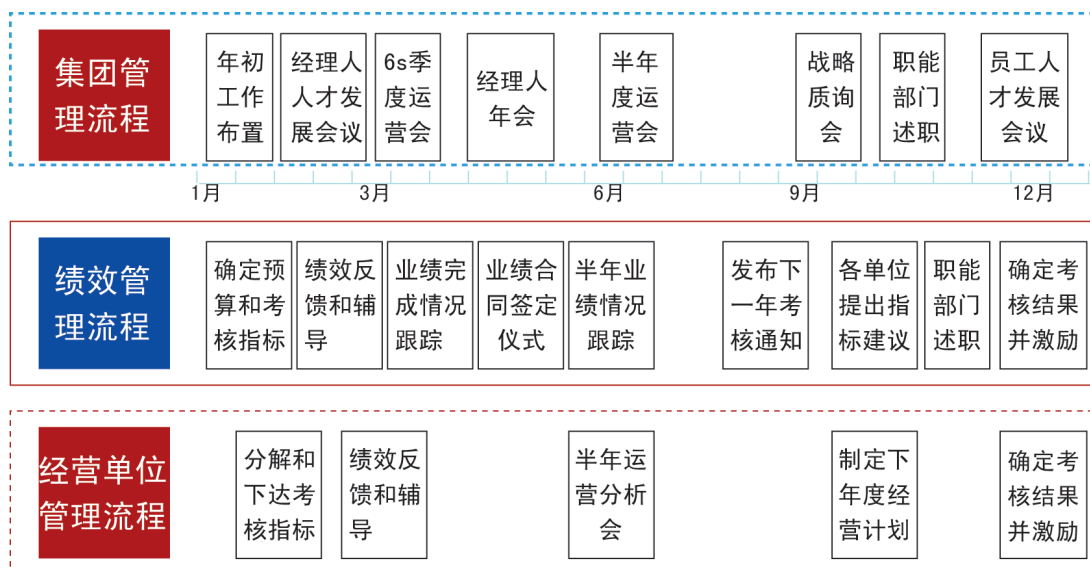 集团管
理流程
年初
工作
布置
经理人
人才发
展会议
6s季
度运
营会
经理人
年会
半年
度运
营会
战略
质询
会
职能
部门
述职
员工人
才发展
会议
1月
3月
6月
9月
12月
绩效管
理流程
确定预
算和考
核指标
绩效反
馈和辅
导
业绩完
成情况
跟踪
业绩合
同签定
仪式
半年业
绩情况
跟踪
发布下
一年考
核通知
各单位
提出指
标建议
职能
部门
述职
确定考
核结果
并激励
经营单位
管理流程
分解和
下达考
核指标
绩效反
馈和辅
导
半年运
营分析
会
制定下
年度经
营计划
确定考
核结果
并激励